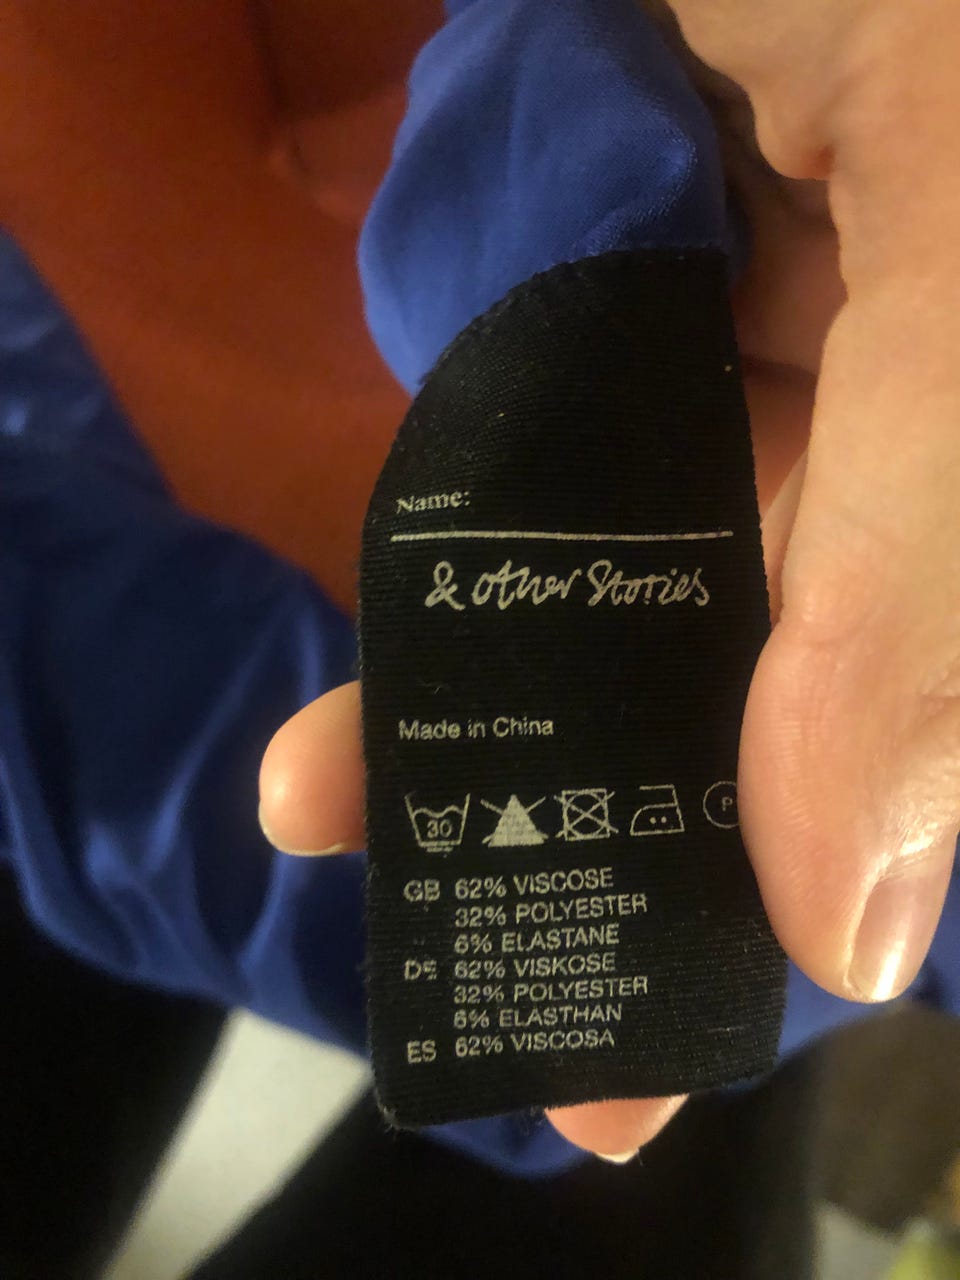 Name:
& other Stories
Made in China
30 P
GB 62% VISCOSE
32% POLYESTER
6% ELASTANE
DE 62% VISKOSE
32% POLYESTER
6% ELASTHAN
ES 62% VISCOSA